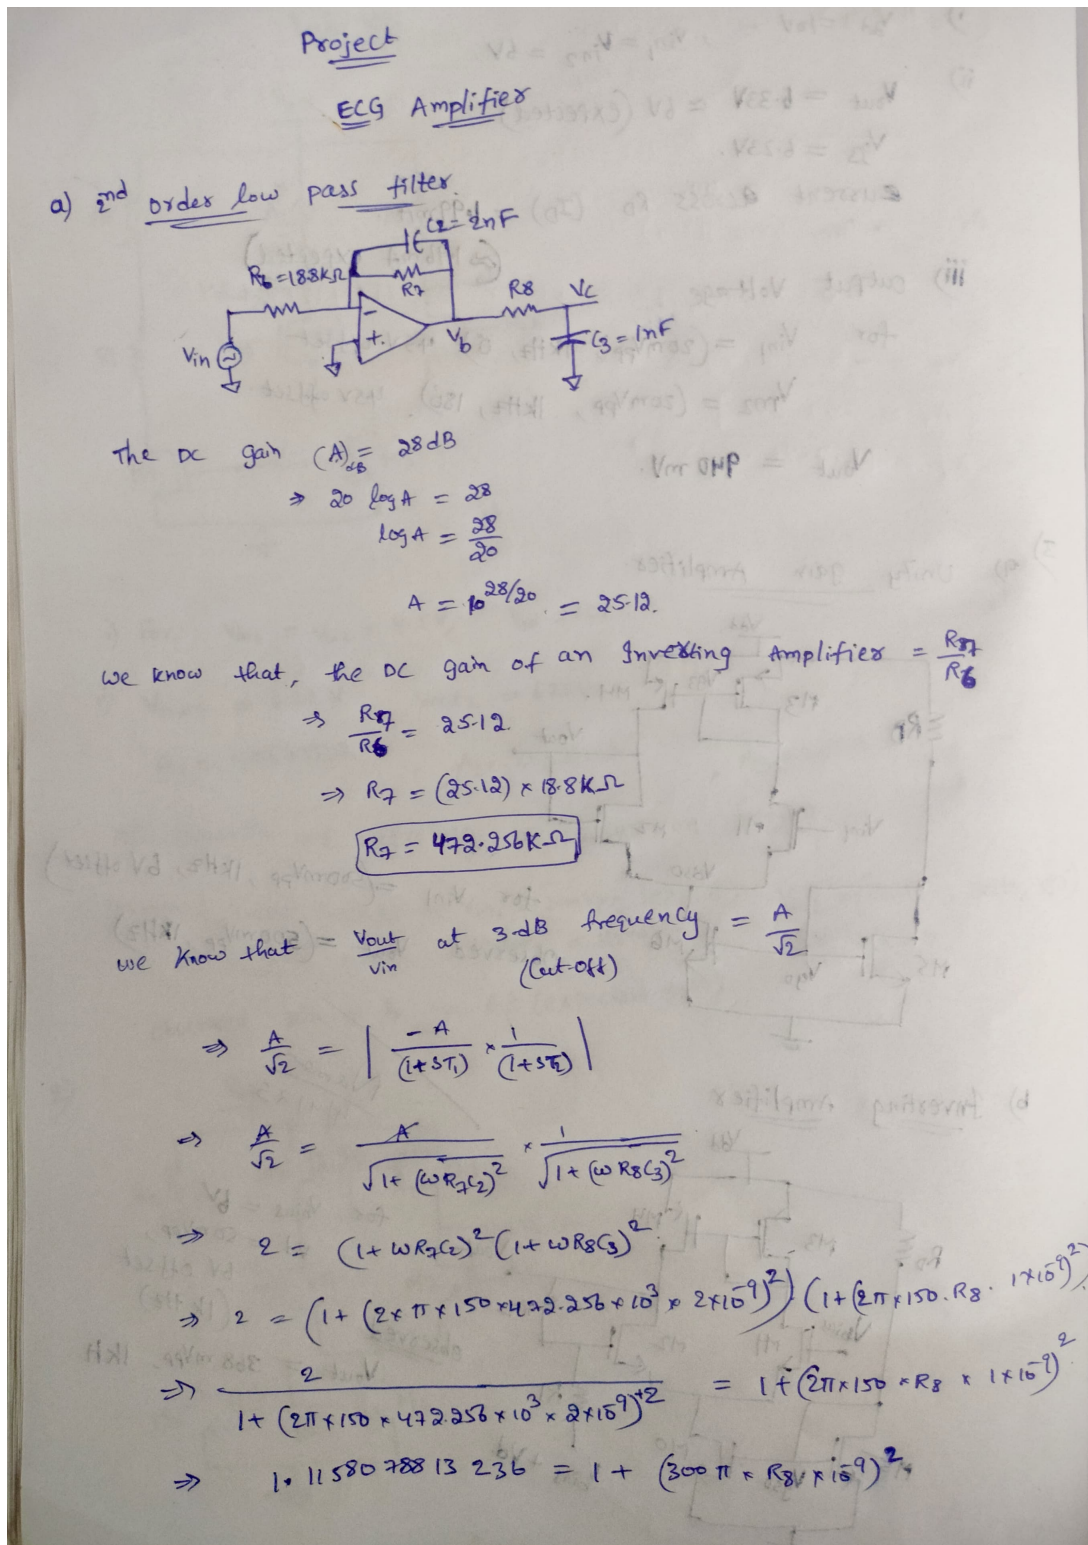 Project
ECG Amplifier
a) 2nd order low pass filter.
C2=2nF
R6=188KΩ
R7
R8
Vc
-
+
Vb
C3=1nF
Vin
The DC gain (A)dB = 28dB
⇒ 20 log A = 28
log A = 28/20
A = 10^28/20 = 25.12.
we know that, the DC gain of an Inverting Amplifier = R7/R6
⇒ R7/R6 = 25.12.
⇒ R7 = (25.12) × 18.8KΩ
R7 = 472.256KΩ
we know that Vout/Vin at 3-dB frequency = A/√2
(Cut-off)
⇒ A/√2 = | -A/(1+ST1) × 1/(1+ST2) |
⇒ A/√2 = A/√1+(ωR7C2)^2 × 1/√1+(ωR8C3)^2
⇒ 2 = (1+ωR7C2)^2 (1+ωR8C3)^2
⇒ 2 = (1+(2×π×150×472.256×10^3×2×10^-9)^2) (1+(2π×150.R8. 1×10^-9)^2
⇒ 2/1+(2π×150×472.256×10^3×2×10^-9)^2 = 1+(2π×150×R8×1×10^-9)^2
⇒ 1.1158078813236 = 1+(300π×R8×10^-9)^2